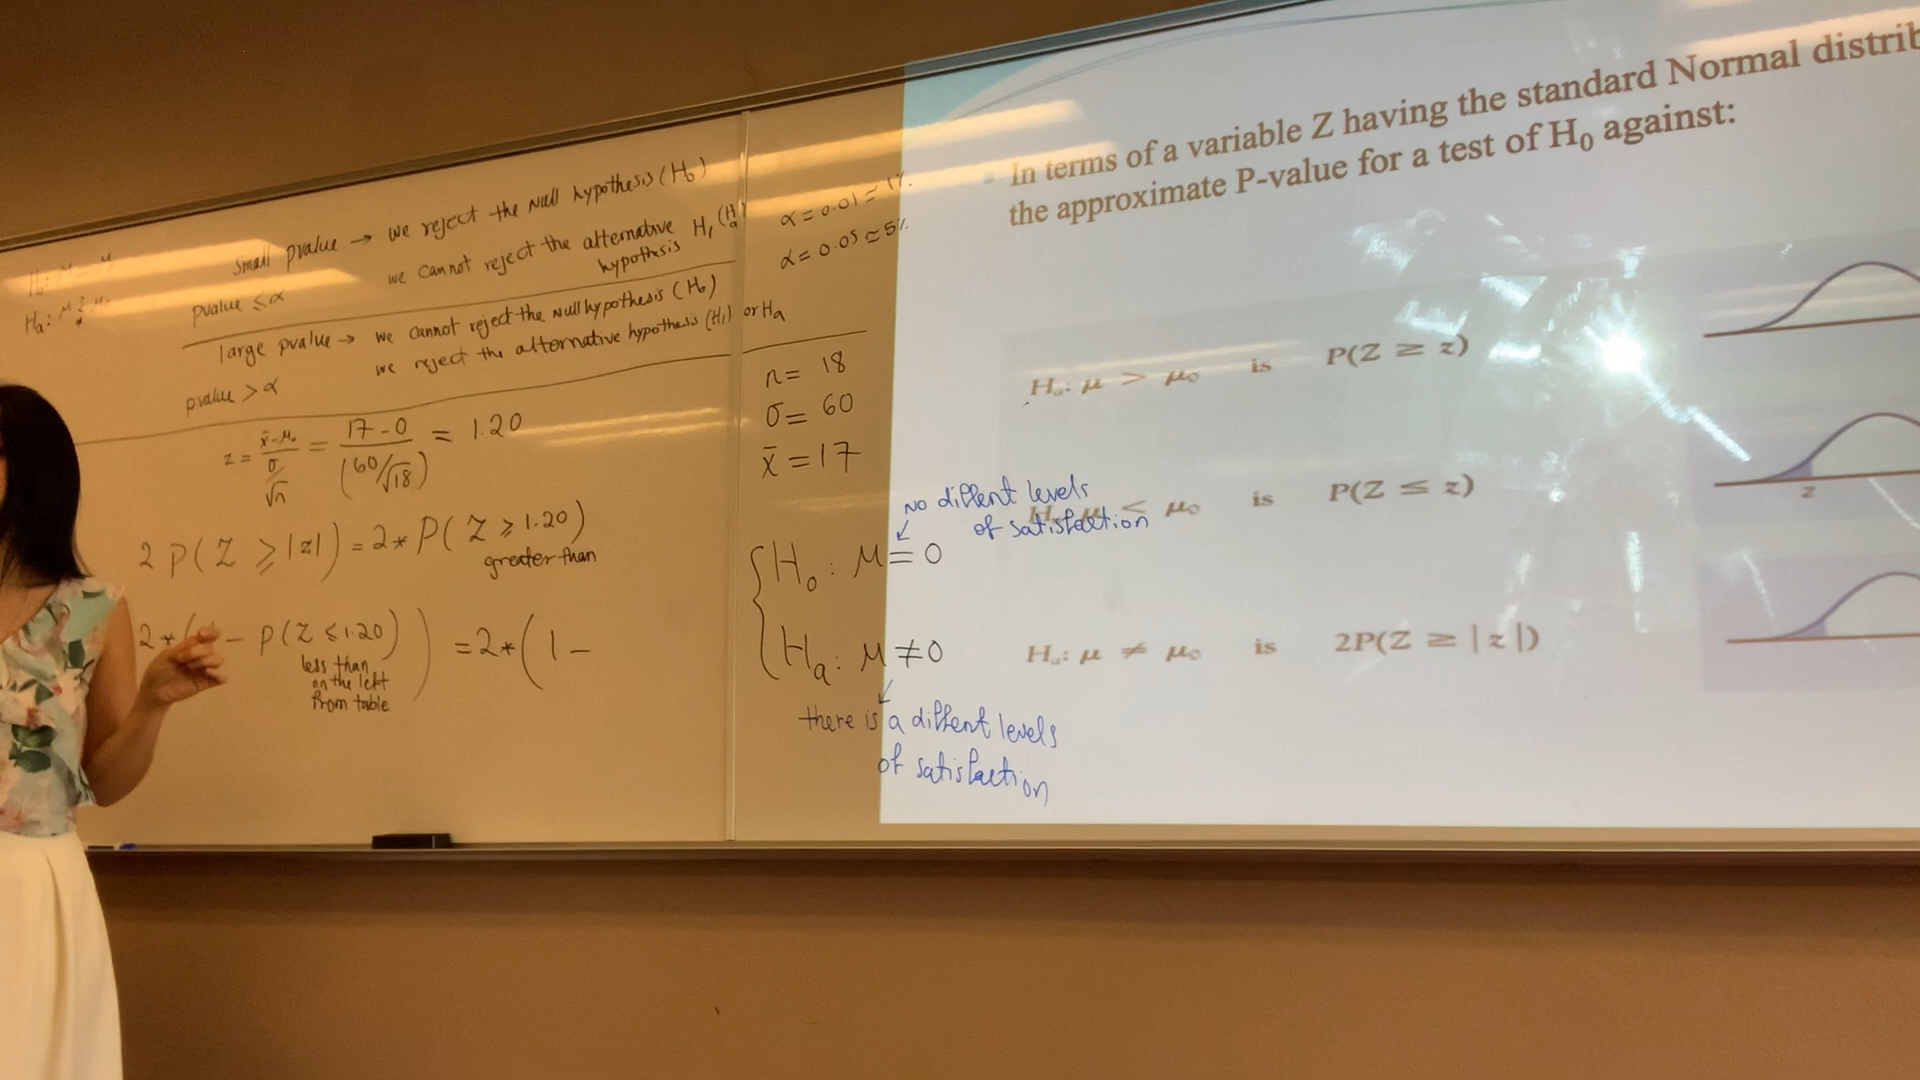 small pvalue → we reject the null hypothesis (H₀)
we cannot reject the alternative H₁ (Ha)
hypothesis
pvalue ≤ α
large pvalue → we cannot reject the null hypothesis (H₀)
we reject the alternative hypothesis (H₁) or Ha
pvalue > α
α = 0.01 ≃ 1%
α = 0.05 ≃ 5%
Ha: μ
z = (x̄ - μ₀) / (σ/√n) = (17 - 0) / (60/√18) = 1.20
2 P(Z ⩾ |z|) = 2 * P(Z ⩾ 1.20)
greater than
2 * ( - P(Z ≤ 1.20)) = 2 * (1 -
less than
on the left
from table
n = 18
σ = 60
x̄ = 17
No diffent levels
of satisfaction
H₀: μ = 0
Ha: μ ≠ 0
there is a diffent levels
of satisfaction
In terms of a variable Z having the standard Normal distrib
the approximate P-value for a test of H₀ against:
Hₐ: μ > μ₀ is P(Z ≥ z)
< μ₀ is P(Z ≤ z)
z
Hₐ: μ ≠ μ₀ is 2P(Z ≥ |z|)